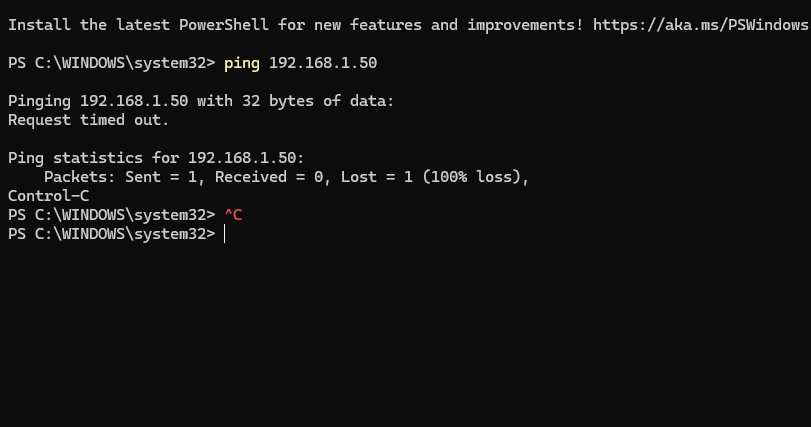 Install the latest PowerShell for new features and improvements! https://aka.ms/PSWindows
PS C:\WINDOWS\system32> ping 192.168.1.50
Pinging 192.168.1.50 with 32 bytes of data:
Request timed out.
Ping statistics for 192.168.1.50:
    Packets: Sent = 1, Received = 0, Lost = 1 (100% loss),
Control-C
PS C:\WINDOWS\system32> ^C
PS C:\WINDOWS\system32>